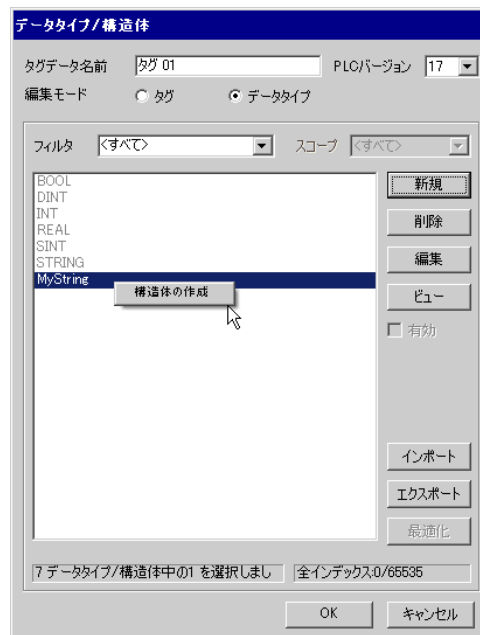 データタイプ/構造体
タグデータ名前 タグ 01 PLCバージョン 17
編集モード タグ データタイプ
フィルタ <すべて> スコープ <すべて>
BOOL
DINT
INT
REAL
SINT
STRING
MyString
構造体の作成
新規
削除
編集
ビュー
有効
インポート
エクスポート
最適化
7 データタイプ/構造体中の1 を選択しまし 全インデックス:0/65535
OK キャンセル